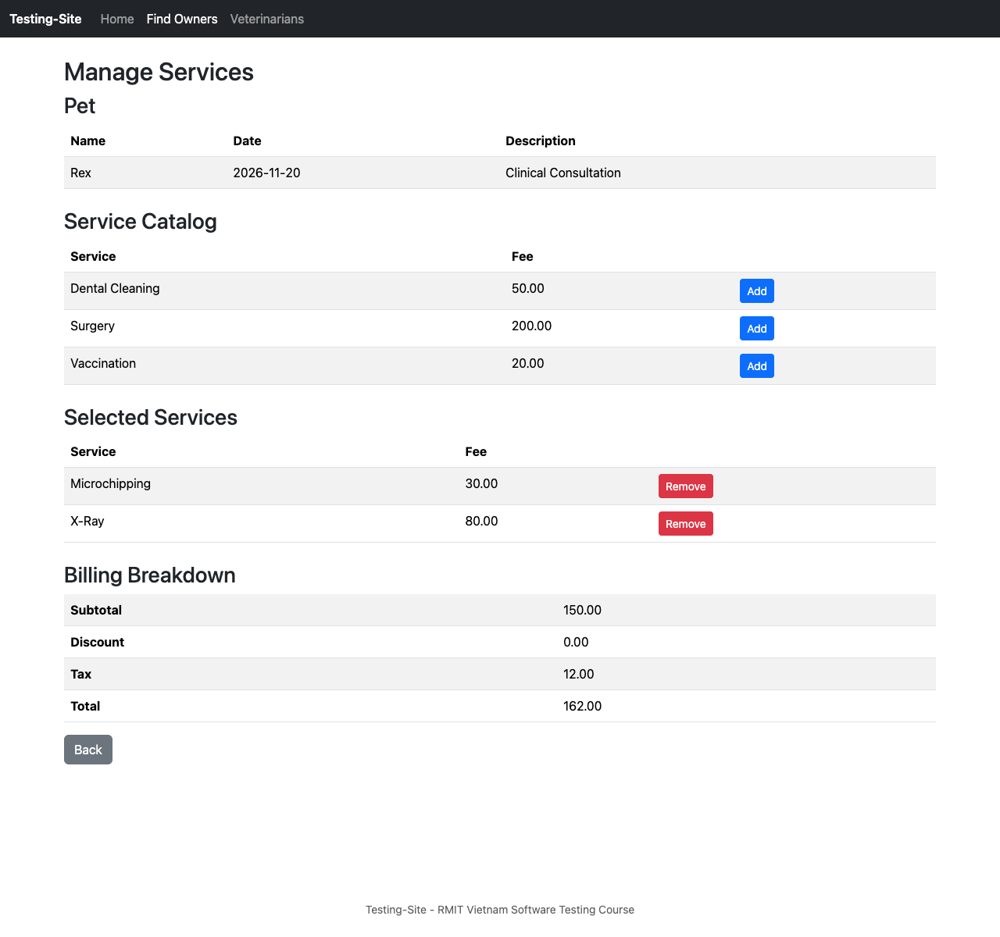 Testing-Site Home Find Owners Veterinarians
Manage Services
Pet
Name Date Description
Rex 2026-11-20 Clinical Consultation
Service Catalog
Service Fee
Dental Cleaning 50.00 Add
Surgery 200.00 Add
Vaccination 20.00 Add
Selected Services
Service Fee
Microchipping 30.00 Remove
X-Ray 80.00 Remove
Billing Breakdown
Subtotal 150.00
Discount 0.00
Tax 12.00
Total 162.00
Back
Testing-Site - RMIT Vietnam Software Testing Course